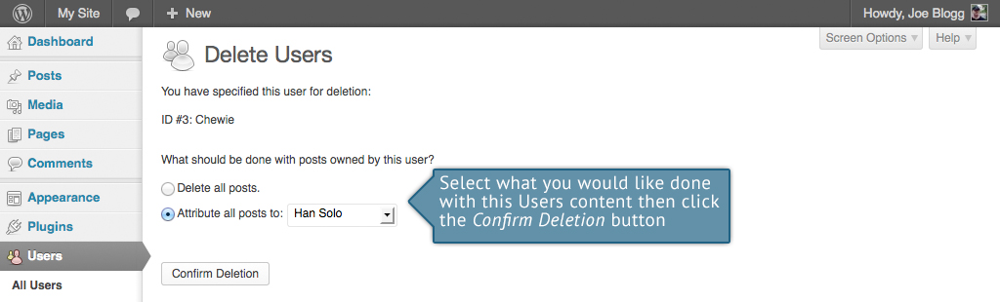 My Site
New
Howdy, Joe Blogg
Screen Options
Help
Dashboard
Posts
Media
Pages
Comments
Appearance
Plugins
Users
All Users
Delete Users
You have specified this user for deletion:
ID #3: Chewie
What should be done with posts owned by this user?
Delete all posts.
Attribute all posts to: Han Solo
Confirm Deletion
Select what you would like done
with this Users content then click
the Confirm Deletion button